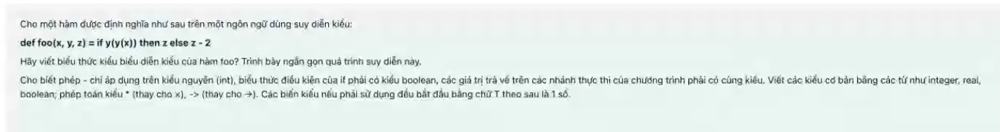 Cho một hàm được định nghĩa như sau trên một ngôn ngữ dùng suy diễn kiểu:
def foo(x, y, z) = if y(y(x)) then z else z - 2
Hãy viết biểu thức kiểu biểu diễn kiểu của hàm foo? Trình bày ngắn gọn quá trình suy diễn này.
Cho biết phép - chỉ áp dụng trên kiểu nguyên (int), biểu thức điều kiện của if phải có kiểu boolean, các giá trị trả về trên các nhánh thực thi của chương trình phải có cùng kiểu. Viết các kiểu cơ bản bằng các từ như integer, real,
boolean; phép toán kiểu * (thay cho x), -> (thay cho →). Các biến kiểu nếu phải sử dụng đều bắt đầu bằng chữ T theo sau là 1 số.